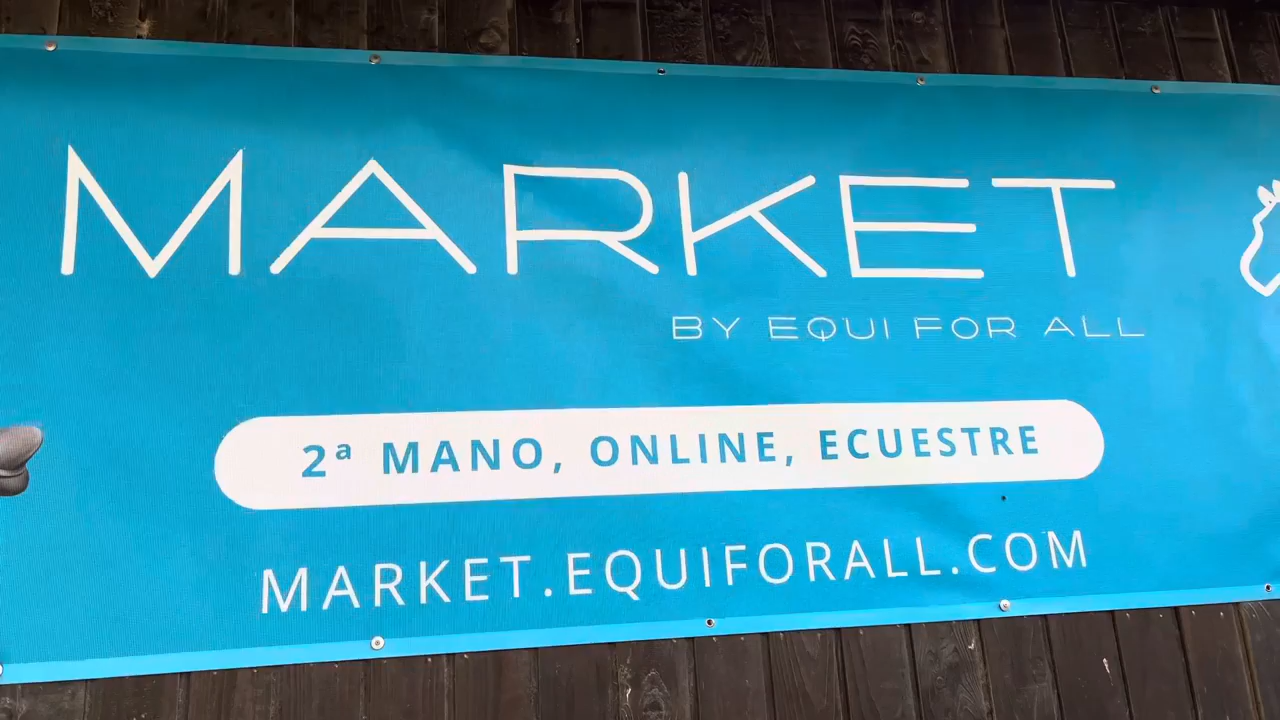 MARKET
BY EQUI FOR ALL
2ª MANO, ONLINE, ECUESTRE
MARKET.EQUIFORALL.COM